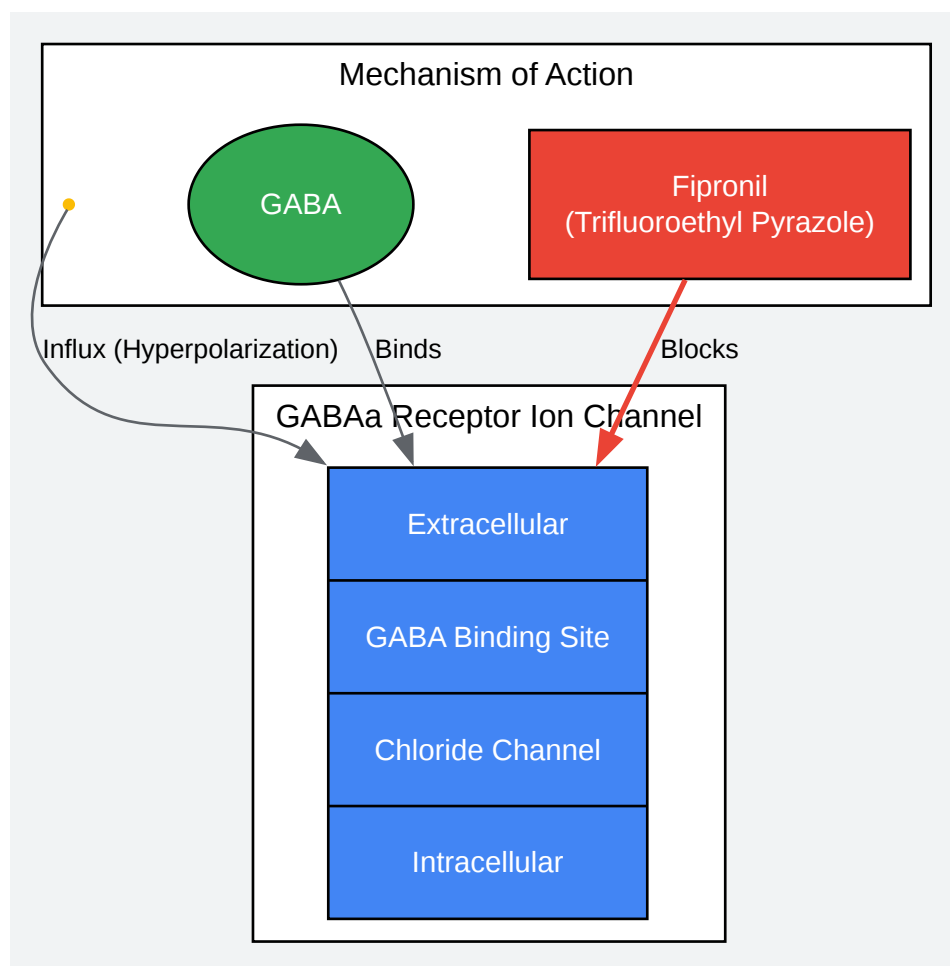 Mechanism of Action
GABA
Fipronil
(Trifluoroethyl Pyrazole)
Influx (Hyperpolarization)
Binds
Blocks
GABAa Receptor Ion Channel
Extracellular
GABA Binding Site
Chloride Channel
Intracellular